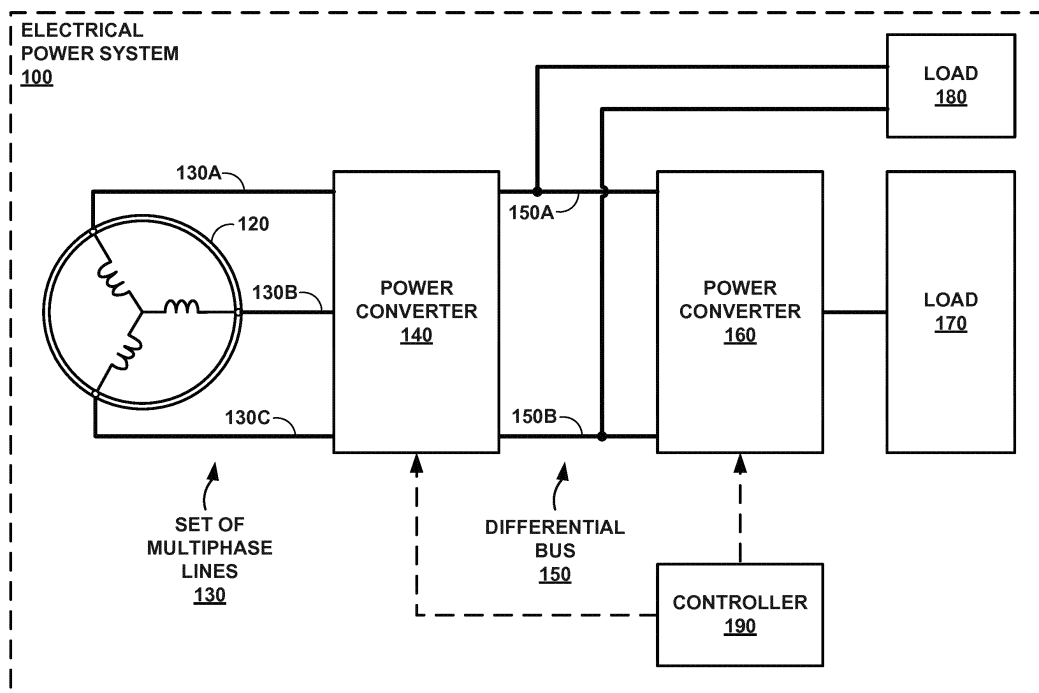 ELECTRICAL
POWER SYSTEM
100
LOAD
180
130A
120
150A
130B
POWER
CONVERTER
140
POWER
CONVERTER
160
LOAD
170
130C
150B
SET OF
MULTIPHASE
LINES
130
DIFFERENTIAL
BUS
150
CONTROLLER
190